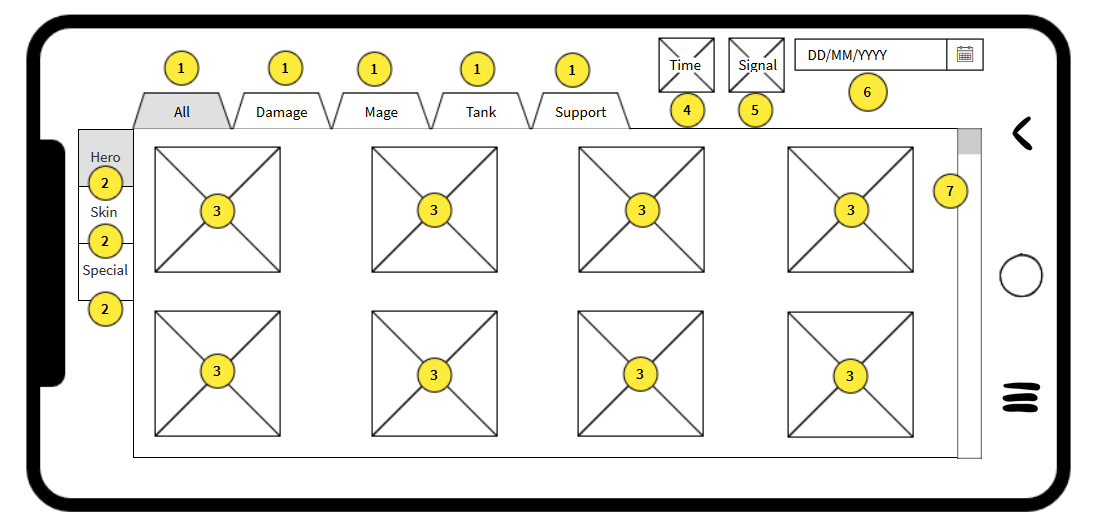 1 1 1 1 1
Time Signal DD/MM/YYYY
4 5 6
All Damage Mage Tank Support
Hero
2
Skin
2
Special
2
3 3 3 3
7
3 3 3 3